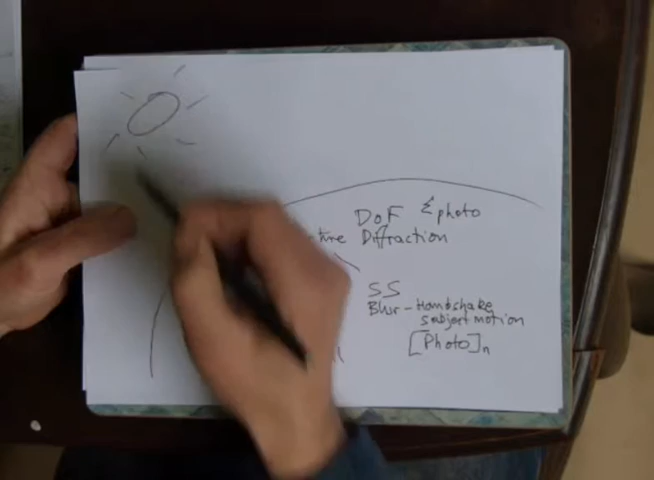 DoF Σphoto
Diffraction
SS
Blur - Handshake
subject motion
[Photo]n